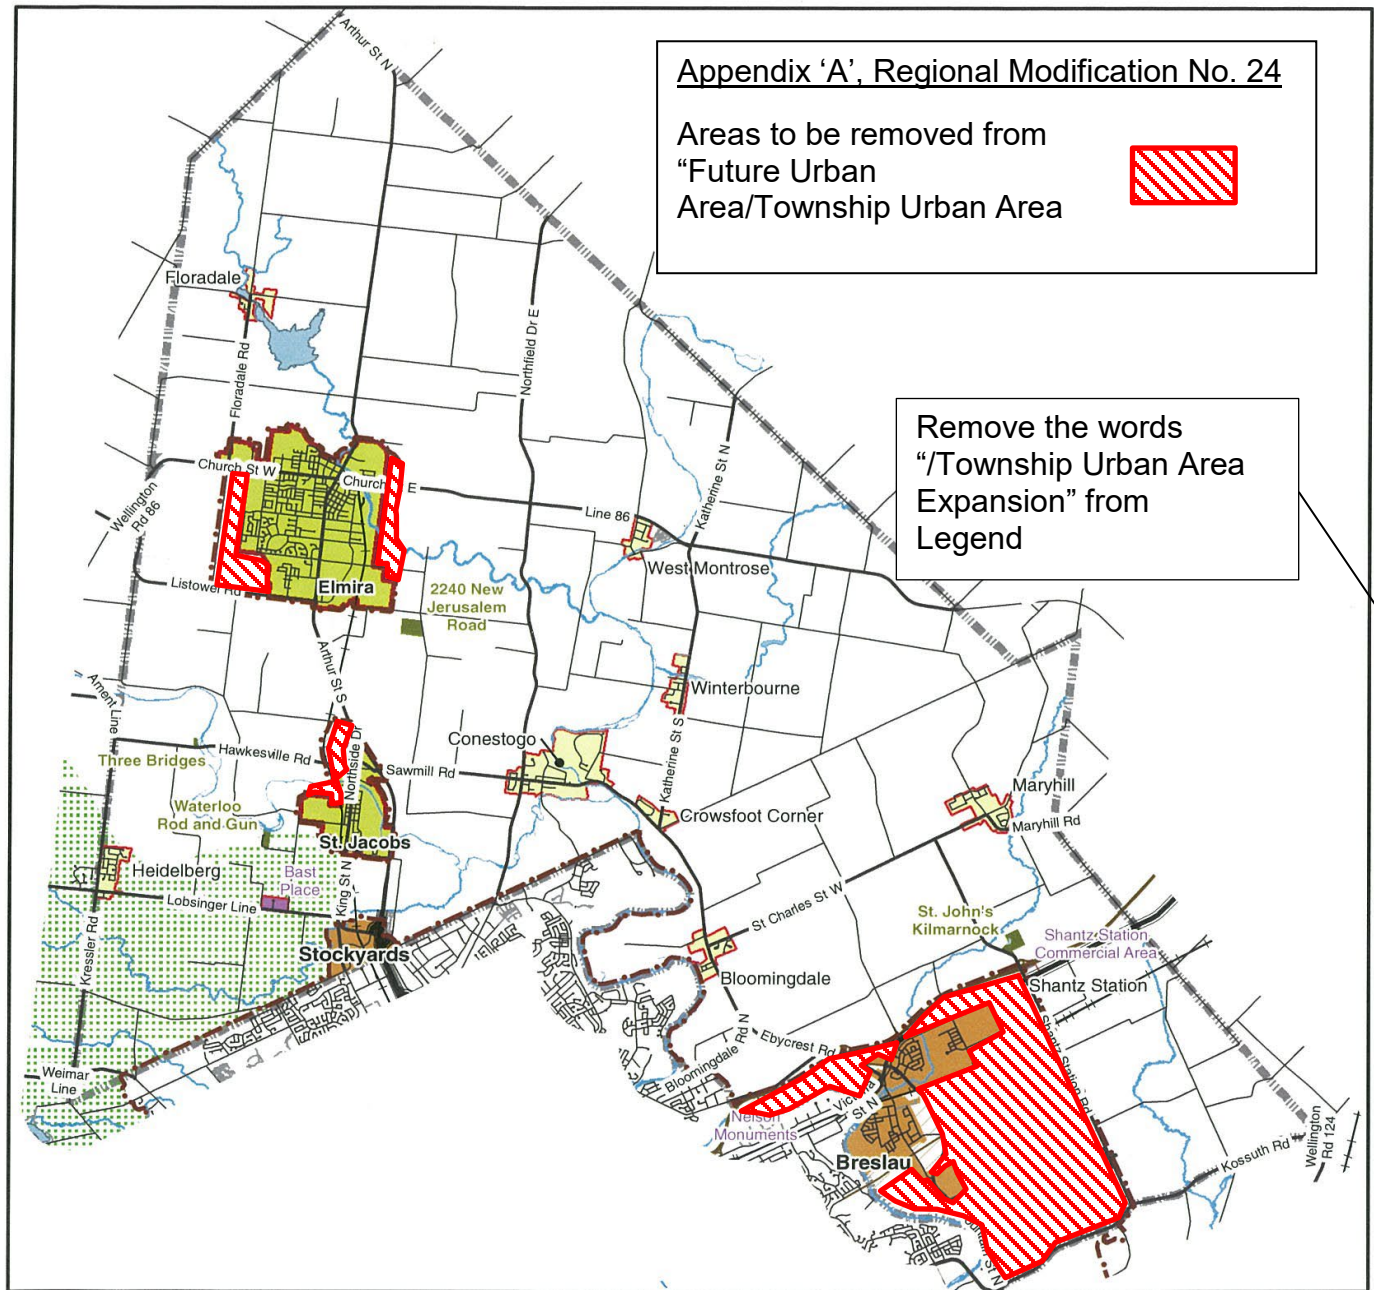 Arthur St N
Appendix ‘A’, Regional Modification No. 24
Areas to be removed from
“Future Urban
Area/Township Urban Area
Floradale
Floradale Rd
Northfield Dr E
Remove the words
“/Township Urban Area
Expansion” from
Legend
Katherine St N
Church St W
Church
E
Wellington
Rd 86
Line 86
West Montrose
Listowel Rd
Elmira
2240 New
Jerusalem
Road
Arthur St S
Winterbourne
Ament Line
Three Bridges
Hawkesville Rd
Northside Dr
Conestogo
Sawmill Rd
Katherine St S
Maryhill
Maryhill Rd
Crowsfoot Corner
Waterloo
Rod and Gun
St. Jacobs
Heidelberg
Bast
Place
Lobsinger Line
King St N
Kressler Rd
Stockyards
St Charles St W
St. John's
Kilmarnock
Shantz Station
Commercial Area
Shantz Station
Bloomingdale
Bloomingdale Rd N
Ebycrest Rd
Shantz Station Rd
Weimar
Line
Nelson
Monuments
St N
Breslau
Kossuth Rd
Wellington
Rd 124
St N